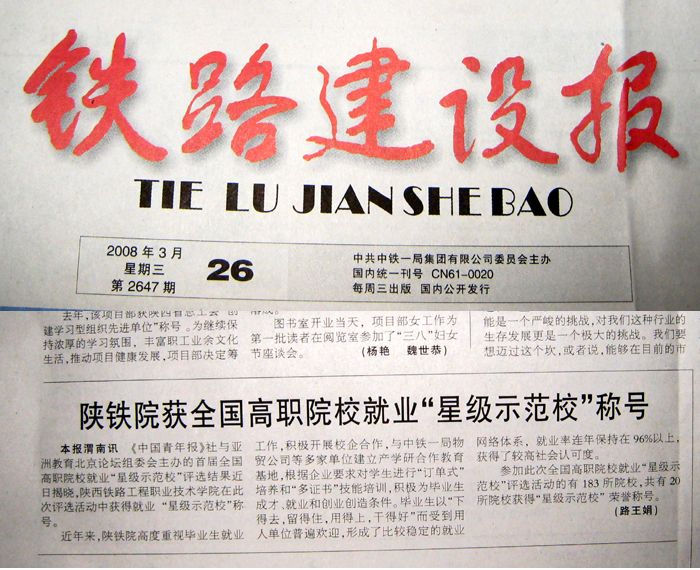 铁路建设报
TIE LU JIAN SHE BAO
2008 年 3 月
星期三
第 2647 期
26
中共中铁一局集团有限公司委员会主办
国内统一刊号 CN61-0020
每周三出版 国内公开发行
去年，该项目部获陕西省总工会“创
建学习型组织先进单位”称号。为继续保
持浓厚的学习氛围，丰富职工业余文化
生活，推动项目健康发展，项目部决定筹
图书室开业当天，项目部女工作为
第一批读者在阅览室参加了“三八”妇女
节座谈会。
（杨艳 魏世恭）
能是一个严峻的挑战，对我们这种行业的
生存发展更是一个极大的挑战。我们要
想迈过这个坎，或者说，能够在目前的市
陕铁院获全国高职院校就业“星级示范校”称号
本报渭南讯 《中国青年报》社与亚
洲教育北京论坛组委会主办的首届全国
高职院校就业“星级示范校”评选结果近
日揭晓，陕西铁路工程职业技术学院在此
次评选活动中获得就业 “星级示范校”称
号。
近年来，陕铁院高度重视毕业生就业
工作，积极开展校企合作，与中铁一局物
贸公司等多家单位建立产学研合作教育
基地，根据企业要求对学生进行“订单式”
培养和“多证书”技能培训，积极为毕业生
成才、就业和创业创造条件。毕业生以“下
得去，留得住，用得上，干得好”而受到用
人单位普遍欢迎，形成了比较稳定的就业
网络体系，就业率连年保持在 96%以上，
获得了较高社会认可度。
参加此次全国高职院校就业“星级示
范校”评选活动的有 183 所院校，共有 20
所院校获得“星级示范校” 荣誉称号。
（路王娟）